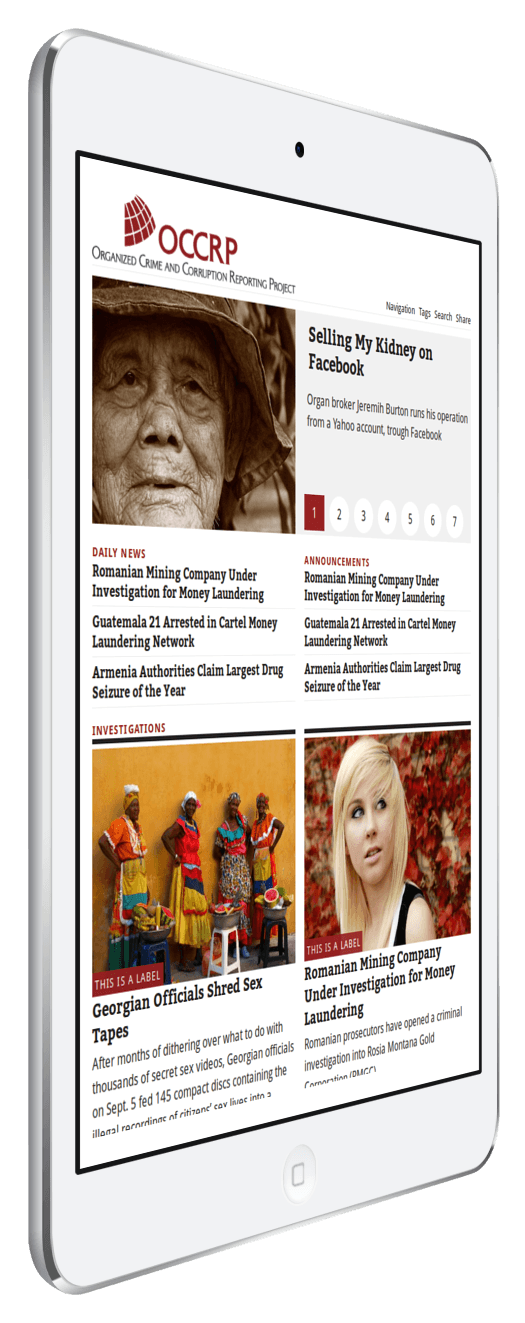 OCCRP
ORGANIZED CRIME AND CORRUPTION REPORTING PROJECT
Navigation Tags Search Share
Selling My Kidney on
Facebook
Organ broker Jeremih Burton runs his operation
from a Yahoo account, trough Facebook
1 2 3 4 5 6 7
DAILY NEWS
Romanian Mining Company Under
Investigation for Money Laundering
Guatemala 21 Arrested in Cartel Money
Laundering Network
Armenia Authorities Claim Largest Drug
Seizure of the Year
ANNOUNCEMENTS
Romanian Mining Company Under
Investigation for Money Laundering
Guatemala 21 Arrested in Cartel Money
Laundering Network
Armenia Authorities Claim Largest Drug
Seizure of the Year
INVESTIGATIONS
THIS IS A LABEL
Georgian Officials Shred Sex
Tapes
After months of dithering over what to do with
thousands of secret sex videos, Georgian officials
on Sept. 5 fed 145 compact discs containing the
illegal recordings of citizens' sex lives into a
THIS IS A LABEL
Romanian Mining Company
Under Investigation for Money
Laundering
Romanian prosecutors have opened a criminal
investigation into Rosia Montana Gold
Corporation (RMGC)